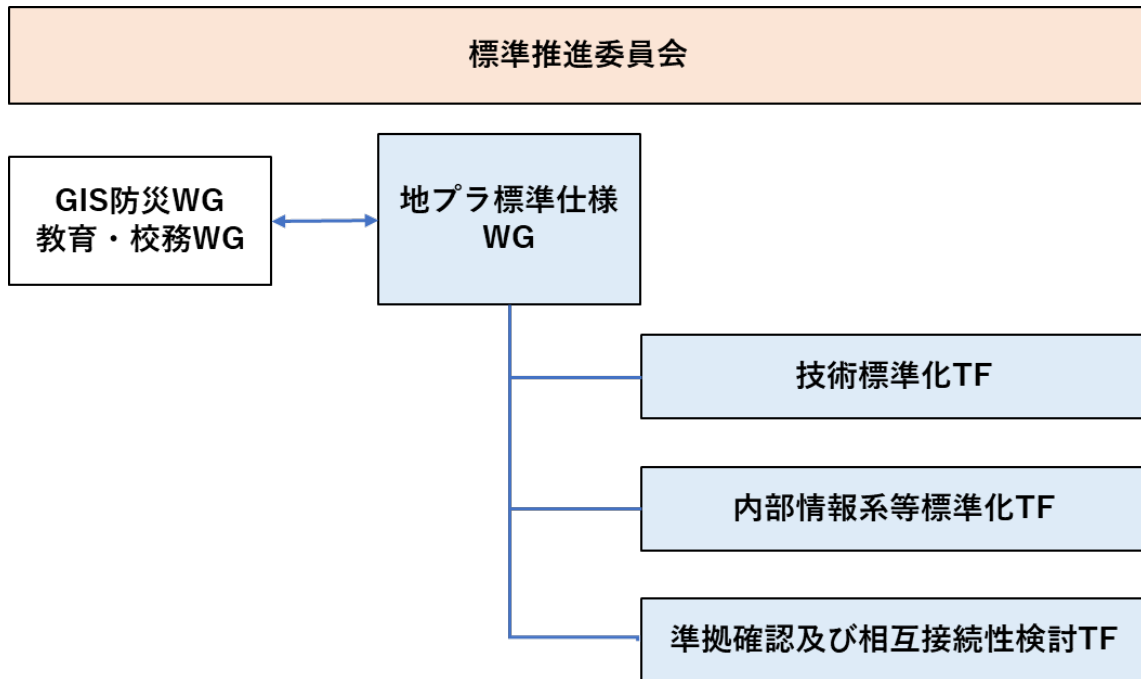 標準推進委員会
GIS防災WG
教育・校務WG
地プラ標準仕様
WG
技術標準化TF
内部情報系等標準化TF
準拠確認及び相互接続性検討TF